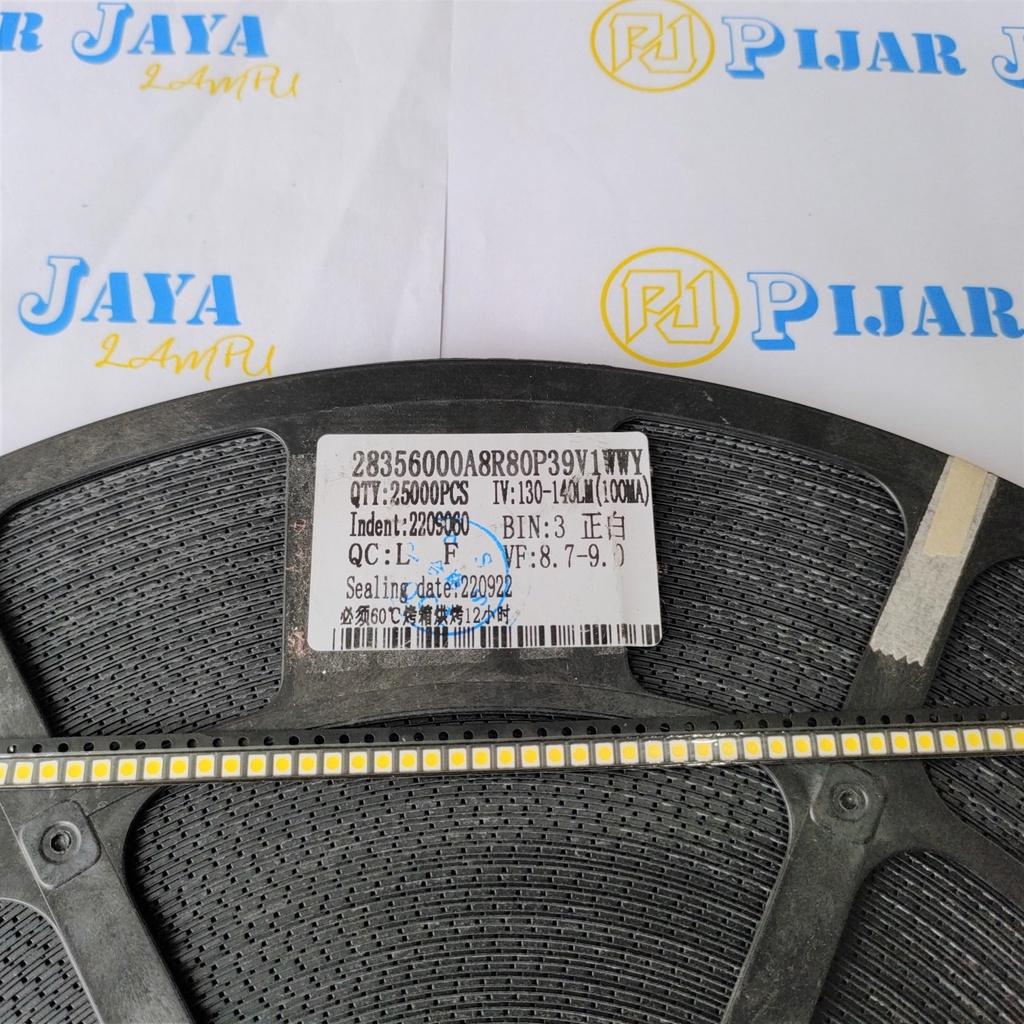 R JAYA
LAMPU
PJ PIJAR J
JAYA
LAMPU
PJ PIJAR
28356000A8R80P39V1WWY
QTY:25000PCS IV:130-140LM(100MA)
Indent:2209060 BIN:3 正白
QC:L F VF:8.7-9.0
Sealing date:220922
必须60℃烤箱烘烤12小时